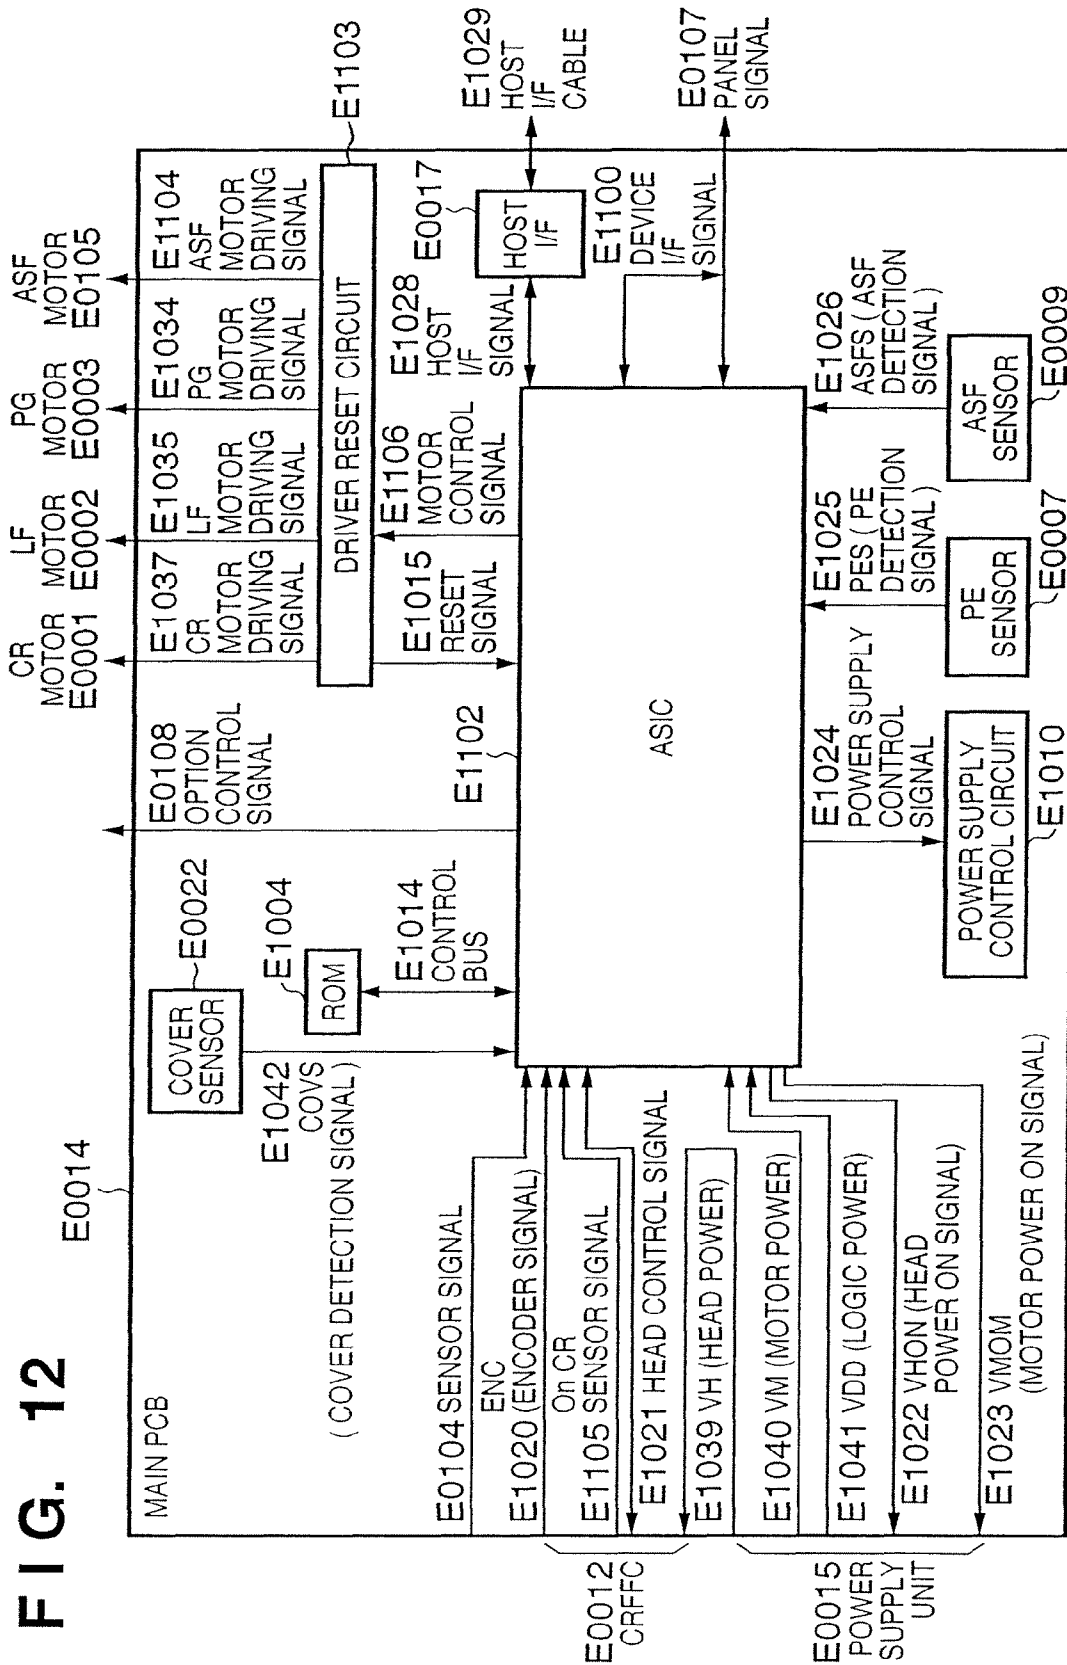 FIG. 12
E0014
MAIN PCB
COVER
SENSOR
E0022
E1042
COVS
(COVER DETECTION SIGNAL)
ROM
E1004
E1014
CONTROL
BUS
E0108
OPTION
CONTROL
SIGNAL
E1102
ASIC
CR
MOTOR
E0001
LF
MOTOR
E0002
PG
MOTOR
E0003
ASF
MOTOR
E0105
E1037
CR
MOTOR
DRIVING
SIGNAL
E1035
LF
MOTOR
DRIVING
SIGNAL
E1034
PG
MOTOR
DRIVING
SIGNAL
E1104
ASF
MOTOR
DRIVING
SIGNAL
DRIVER RESET CIRCUIT
E1103
E1015
RESET
SIGNAL
E1106
MOTOR
CONTROL
SIGNAL
E1028
HOST
I/F
SIGNAL
E0017
HOST
I/F
E1029
HOST
I/F
CABLE
E1100
DEVICE
I/F
SIGNAL
E0107
PANEL
SIGNAL
E0104 SENSOR SIGNAL
ENC
E1020 (ENCODER SIGNAL)
On CR
E1105 SENSOR SIGNAL
E1021 HEAD CONTROL SIGNAL
E1039 VH (HEAD POWER)
E1040 VM (MOTOR POWER)
E1041 VDD (LOGIC POWER)
E1022 VHON (HEAD
POWER ON SIGNAL)
E1023 VMOM
(MOTOR POWER ON SIGNAL)
E0012
CRFFC
E0015
POWER
SUPPLY
UNIT
E1024
POWER SUPPLY
CONTROL
SIGNAL
POWER SUPPLY
CONTROL CIRCUIT
E1010
E1025
PES (PE
DETECTION
SIGNAL)
PE
SENSOR
E0007
E1026
ASFS (ASF
DETECTION
SIGNAL)
ASF
SENSOR
E0009